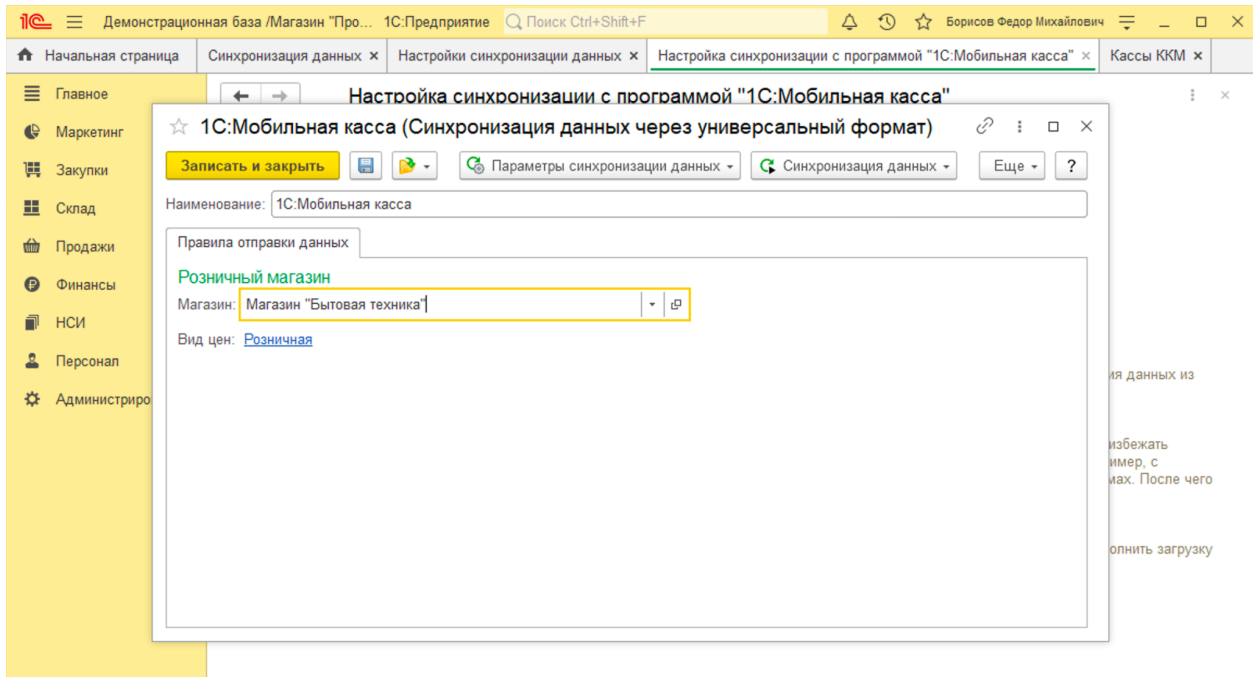 1С Демонстрационная база /Магазин "Про... 1С:Предприятие Поиск Ctrl+Shift+F Борисов Федор Михайлович
Начальная страница Синхронизация данных × Настройки синхронизации данных × Настройка синхронизации с программой "1С:Мобильная касса" × Кассы ККМ ×
Главное
Маркетинг
Закупки
Склад
Продажи
Финансы
НСИ
Персонал
Администриро
Настройка синхронизации с программой "1С:Мобильная касса"
1С:Мобильная касса (Синхронизация данных через универсальный формат)
Записать и закрыть Параметры синхронизации данных Синхронизация данных Еще ?
Наименование: 1С:Мобильная касса
Правила отправки данных
Розничный магазин
Магазин: Магазин "Бытовая техника"
Вид цен: Розничная
ия данных из
избежать
имер, с
мах. После чего
олнить загрузку